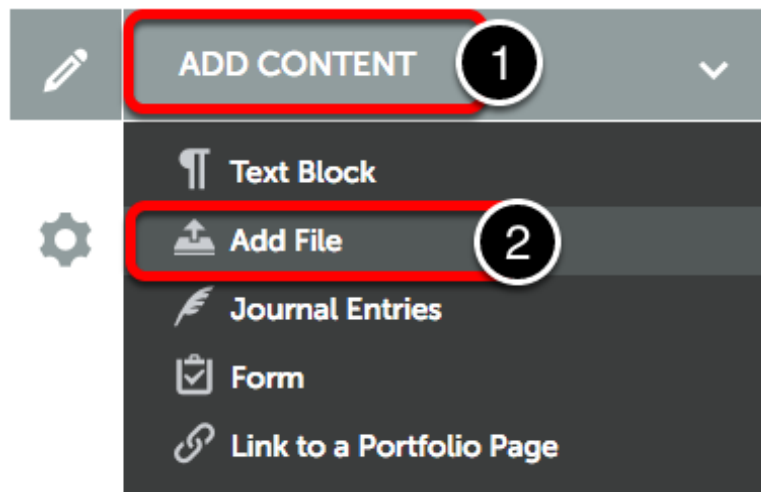 ADD CONTENT 1
Text Block
Add File 2
Journal Entries
Form
Link to a Portfolio Page